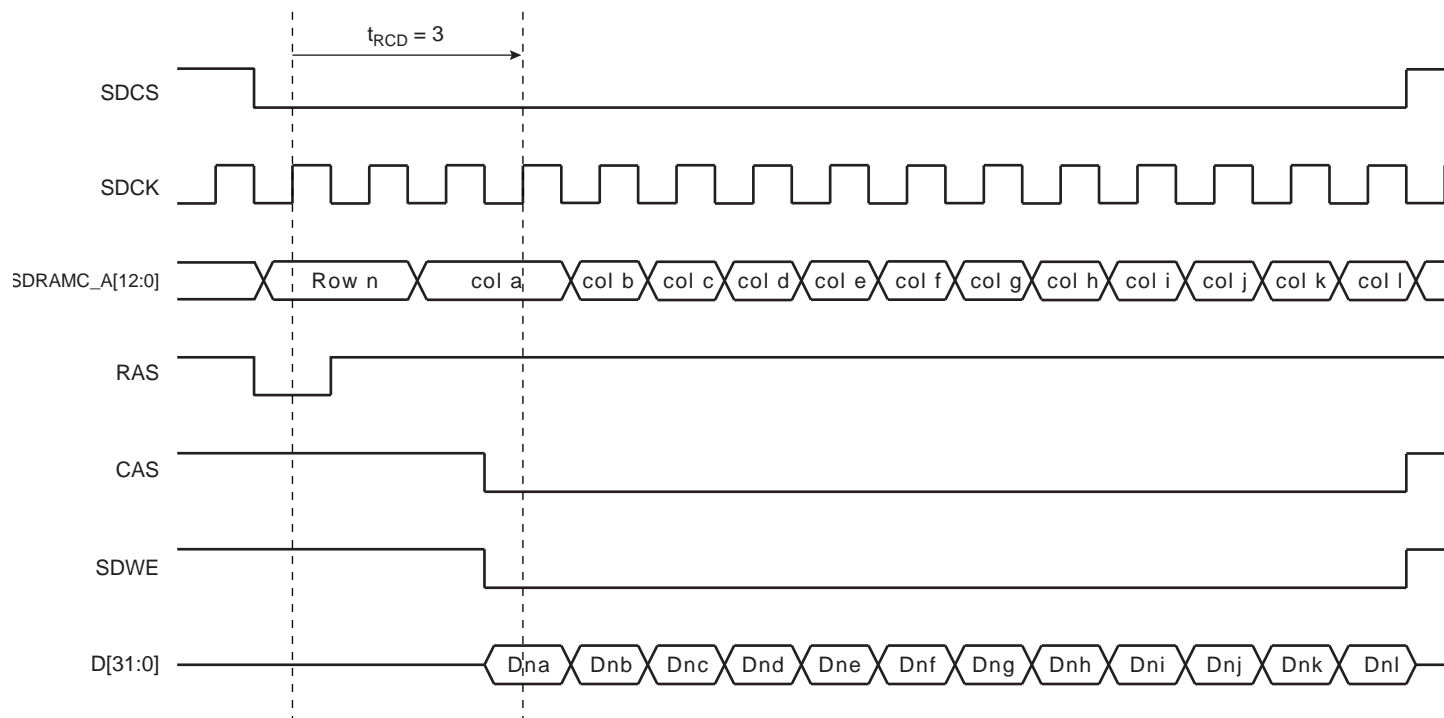 tRCD = 3
SDCS
SDCK
SDRAMC_A[12:0] Row n col a col b col c col d col e col f col g col h col i col j col k col l
RAS
CAS
SDWE
D[31:0] Dna Dnb Dnc Dnd Dne Dnf Dng Dnh Dni Dnj Dnk Dnl